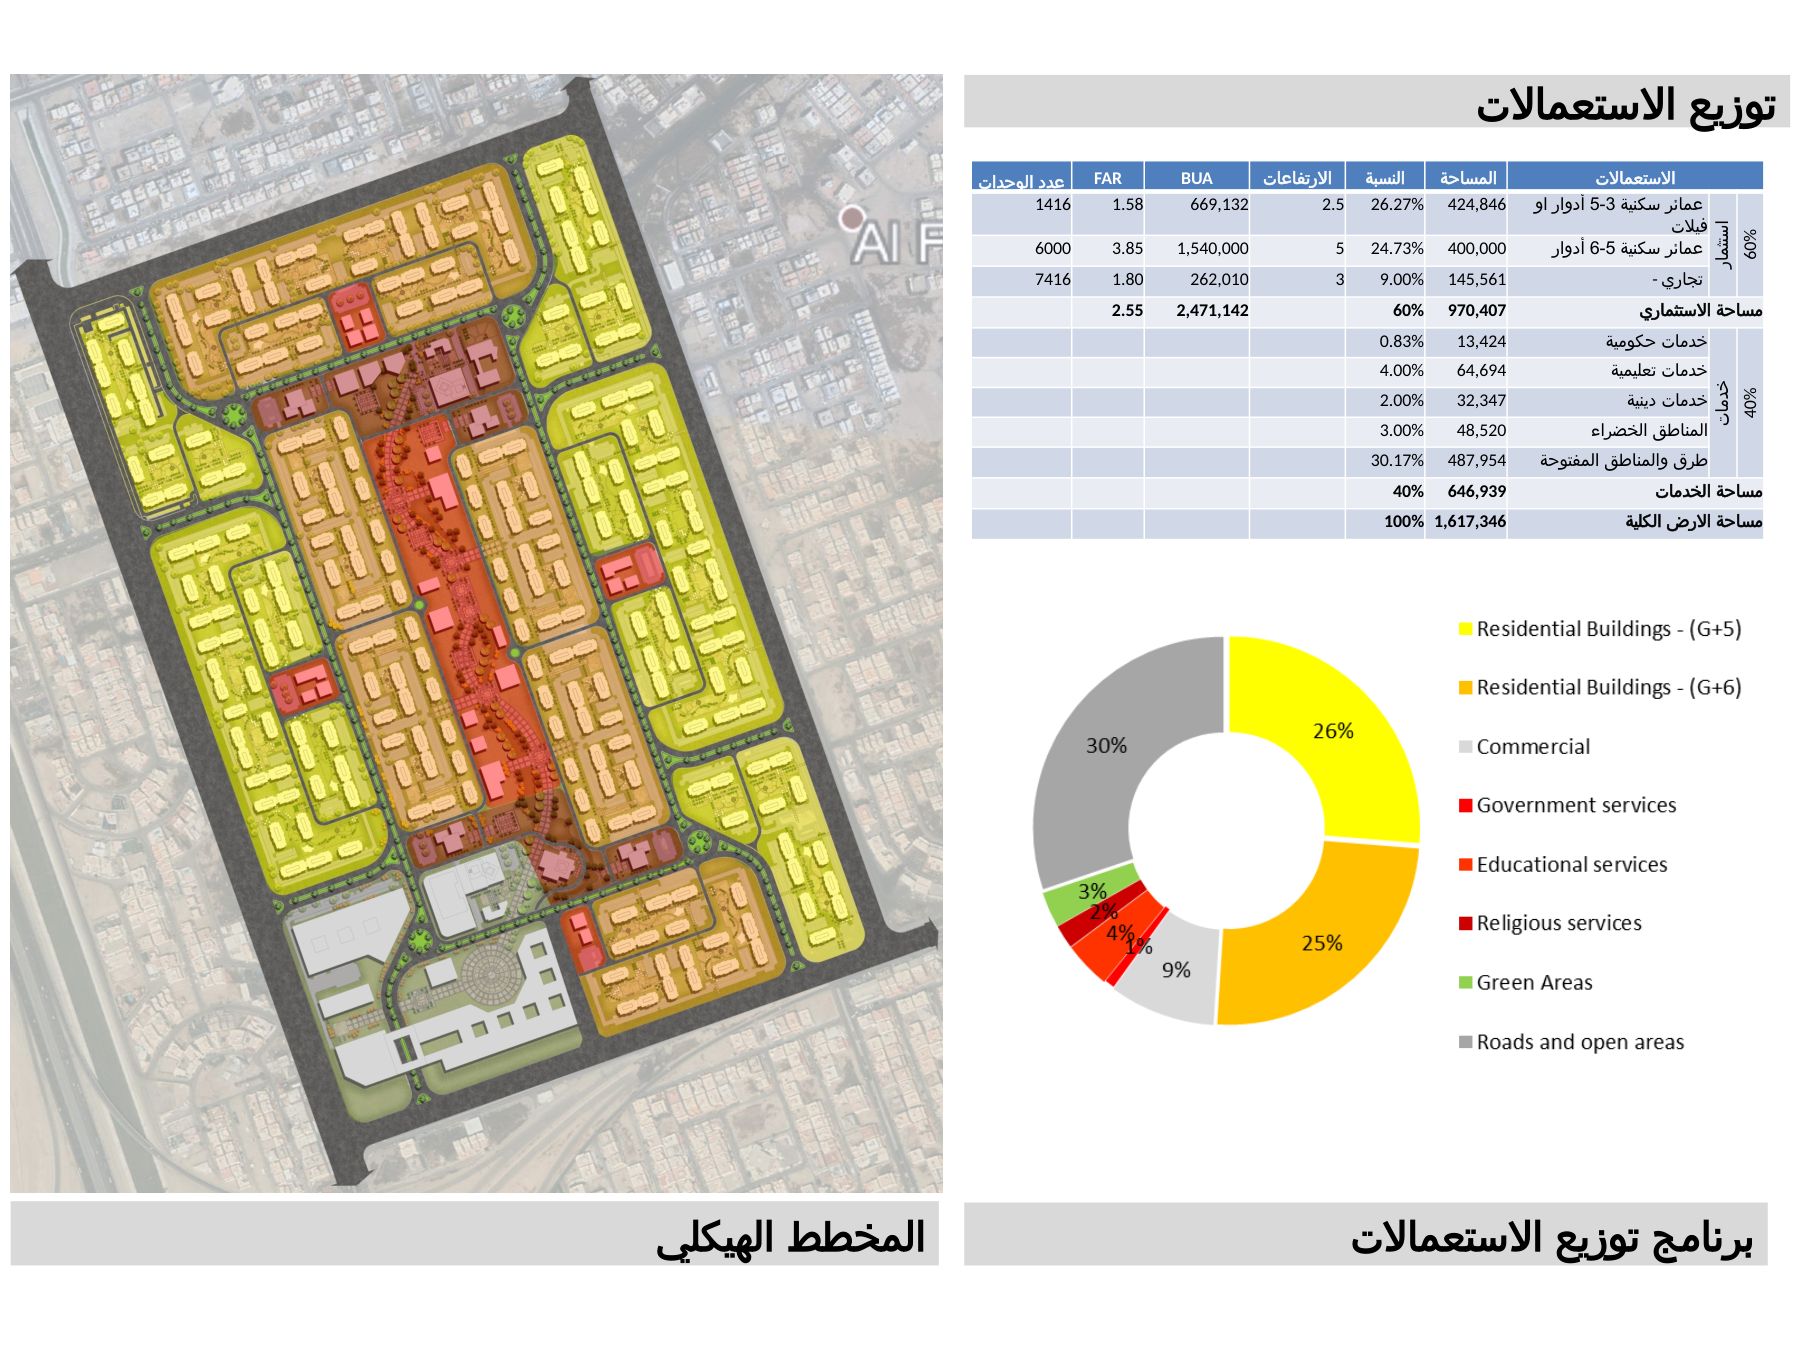 توزيع الاستعمالات
الاستعمالات المساحة النسبة الارتفاعات BUA FAR عدد الوحدات
60% استثمار عمائر سكنية 3-5 أدوار او فيلات 424,846 26.27% 2.5 669,132 1.58 1416
عمائر سكنية 5-6 أدوار 400,000 24.73% 5 1,540,000 3.85 6000
تجاري - 145,561 9.00% 3 262,010 1.80 7416
مساحة الاستثماري 970,407 60% 2,471,142 2.55
40% خدمات خدمات حكومية 13,424 0.83%
خدمات تعليمية 64,694 4.00%
خدمات دينية 32,347 2.00%
المناطق الخضراء 48,520 3.00%
طرق والمناطق المفتوحة 487,954 30.17%
مساحة الخدمات 646,939 40%
مساحة الارض الكلية 1,617,346 100%
Al F
26%
25%
9%
1%
4%
2%
3%
30%
Residential Buildings - (G+5)
Residential Buildings - (G+6)
Commercial
Government services
Educational services
Religious services
Green Areas
Roads and open areas
برنامج توزيع الاستعمالات
المخطط الهيكلي